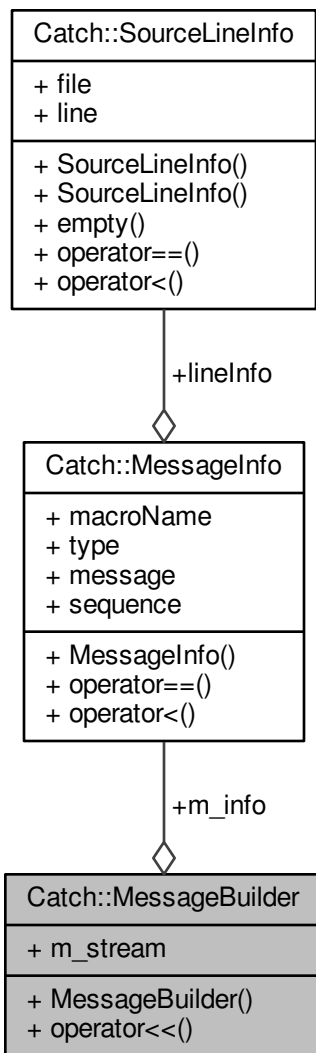 Catch::SourceLineInfo
+ file
+ line
+ SourceLineInfo()
+ SourceLineInfo()
+ empty()
+ operator==()
+ operator<()
+lineInfo
Catch::MessageInfo
+ macroName
+ type
+ message
+ sequence
+ MessageInfo()
+ operator==()
+ operator<()
+m_info
Catch::MessageBuilder
+ m_stream
+ MessageBuilder()
+ operator<<()